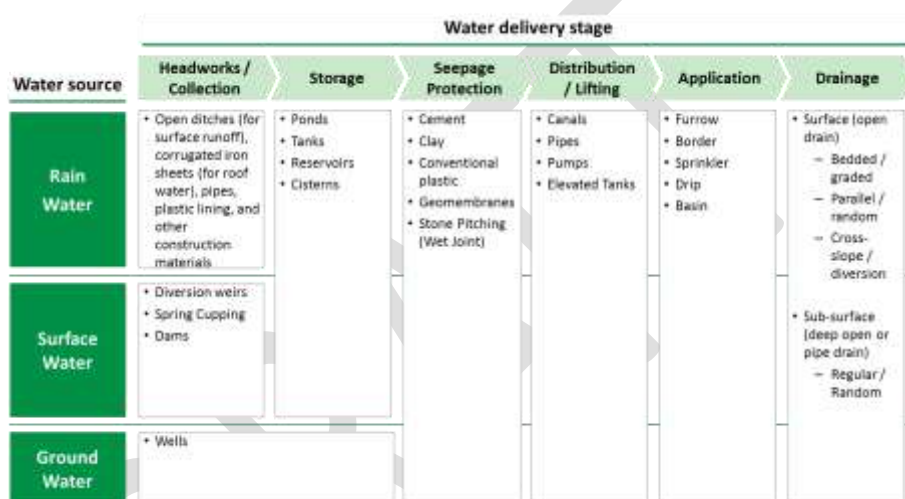 Water delivery stage
Water source
Headworks /
Collection
Storage
Seepage
Protection
Distribution
/ Lifting
Application
Drainage
Rain
Water
• Open ditches (for
surface runoff),
corrugated iron
sheets (for roof
water), pipes,
plastic lining, and
other
construction
materials
• Ponds
• Tanks
• Reservoirs
• Cisterns
• Cement
• Clay
• Conventional
plastic
• Geomembranes
• Stone Pitching
(Wet Joint)
• Canals
• Pipes
• Pumps
• Elevated Tanks
• Furrow
• Border
• Sprinkler
• Drip
• Basin
• Surface (open
drain)
– Bedded /
graded
– Parallel /
random
– Cross-
slope /
diversion
• Sub-surface
(deep open or
pipe drain)
– Regular /
Random
Surface
Water
• Diversion weirs
• Spring Cupping
• Dams
Ground
Water
• Wells